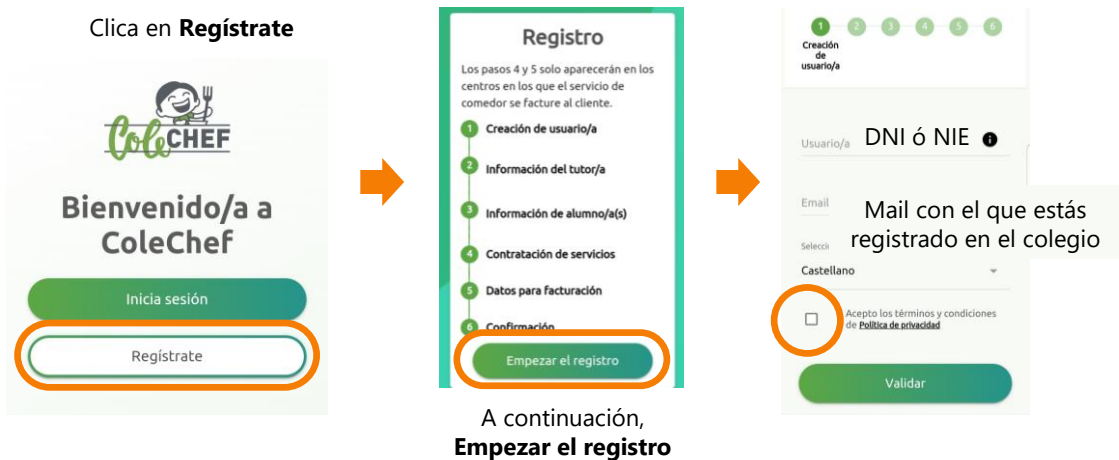 Clica en Regístrate
ColeCHEF
Bienvenido/a a
ColeChef
Inicia sesión
Regístrate
Registro
Los pasos 4 y 5 solo aparecerán en los
centros en los que el servicio de
comedor se facture al cliente.
1 Creación de usuario/a
2 Información del tutor/a
3 Información de alumno/a(s)
4 Contratación de servicios
5 Datos para facturación
6 Confirmación
Empezar el registro
A continuación,
Empezar el registro
1 2 3 4 5 6
Creación
de
usuario/a
Usuario/a DNI ó NIE
Email
Mail con el que estás
registrado en el colegio
Castellano
Acepto los términos y condiciones
de Política de privacidad
Validar